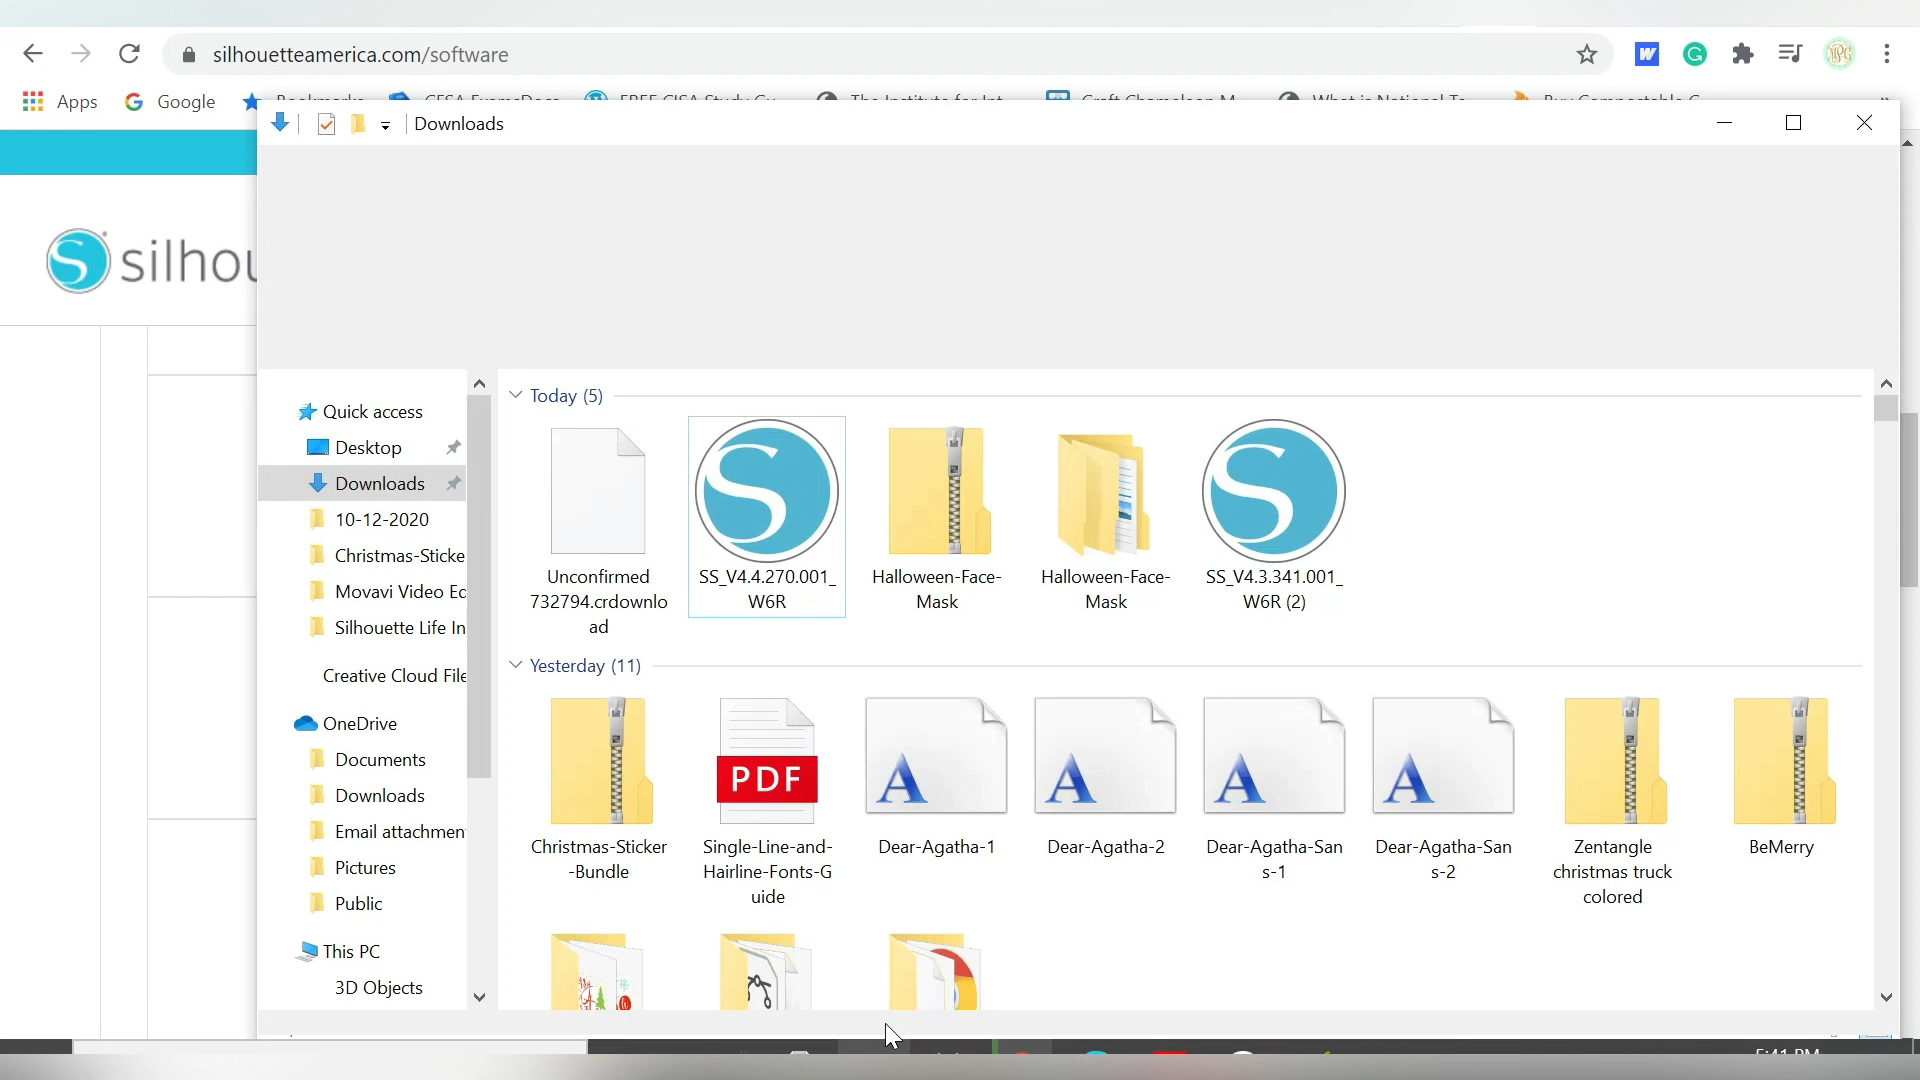 silhouetteamerica.com/software
Apps
Google
Downloads
silhou
Quick access
Desktop
Downloads
10-12-2020
Christmas-Sticke
Movavi Video Ec
Silhouette Life In
Creative Cloud File
OneDrive
Documents
Downloads
Email attachmen
Pictures
Public
This PC
3D Objects
Today (5)
Unconfirmed
732794.crdownlo
ad
SS_V4.4.270.001_
W6R
Halloween-Face-
Mask
Halloween-Face-
Mask
SS_V4.3.341.001_
W6R (2)
Yesterday (11)
Christmas-Sticker
-Bundle
PDF
Single-Line-and-
Hairline-Fonts-G
uide
Dear-Agatha-1
Dear-Agatha-2
Dear-Agatha-San
s-1
Dear-Agatha-San
s-2
Zentangle
christmas truck
colored
BeMerry